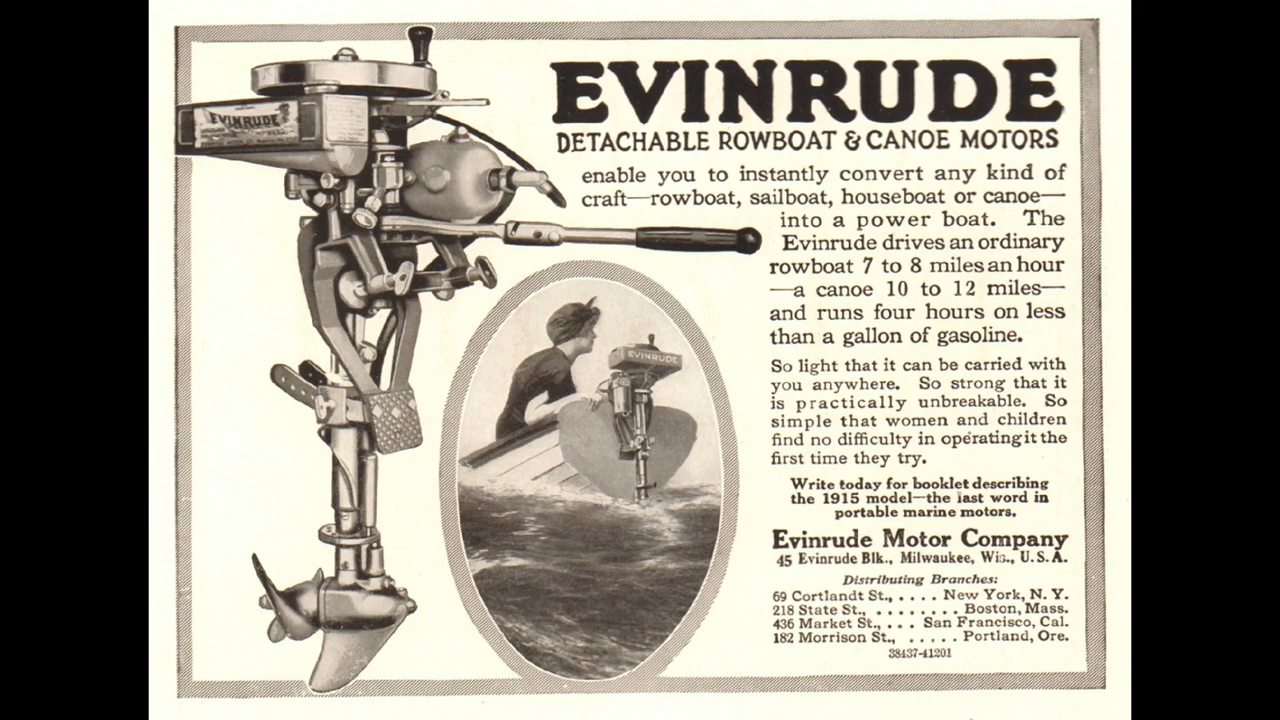 EVINRUDE
DETACHABLE ROWBOAT & CANOE MOTORS
enable you to instantly convert any kind of
craft—rowboat, sailboat, houseboat or canoe—
into a power boat. The
Evinrude drives an ordinary
rowboat 7 to 8 miles an hour
—a canoe 10 to 12 miles—
and runs four hours on less
than a gallon of gasoline.
So light that it can be carried with
you anywhere. So strong that it
is practically unbreakable. So
simple that women and children
find no difficulty in operating it the
first time they try.
Write today for booklet describing
the 1915 model—the last word in
portable marine motors.
Evinrude Motor Company
45 Evinrude Blk., Milwaukee, Wis., U.S.A.
Distributing Branches:
69 Cortlandt St., . . . . New York, N. Y.
218 State St., . . . . . . . . Boston, Mass.
436 Market St., . . . San Francisco, Cal.
182 Morrison St., . . . . . Portland, Ore.
38437-41201
EVINRUDE
EVINRUDE